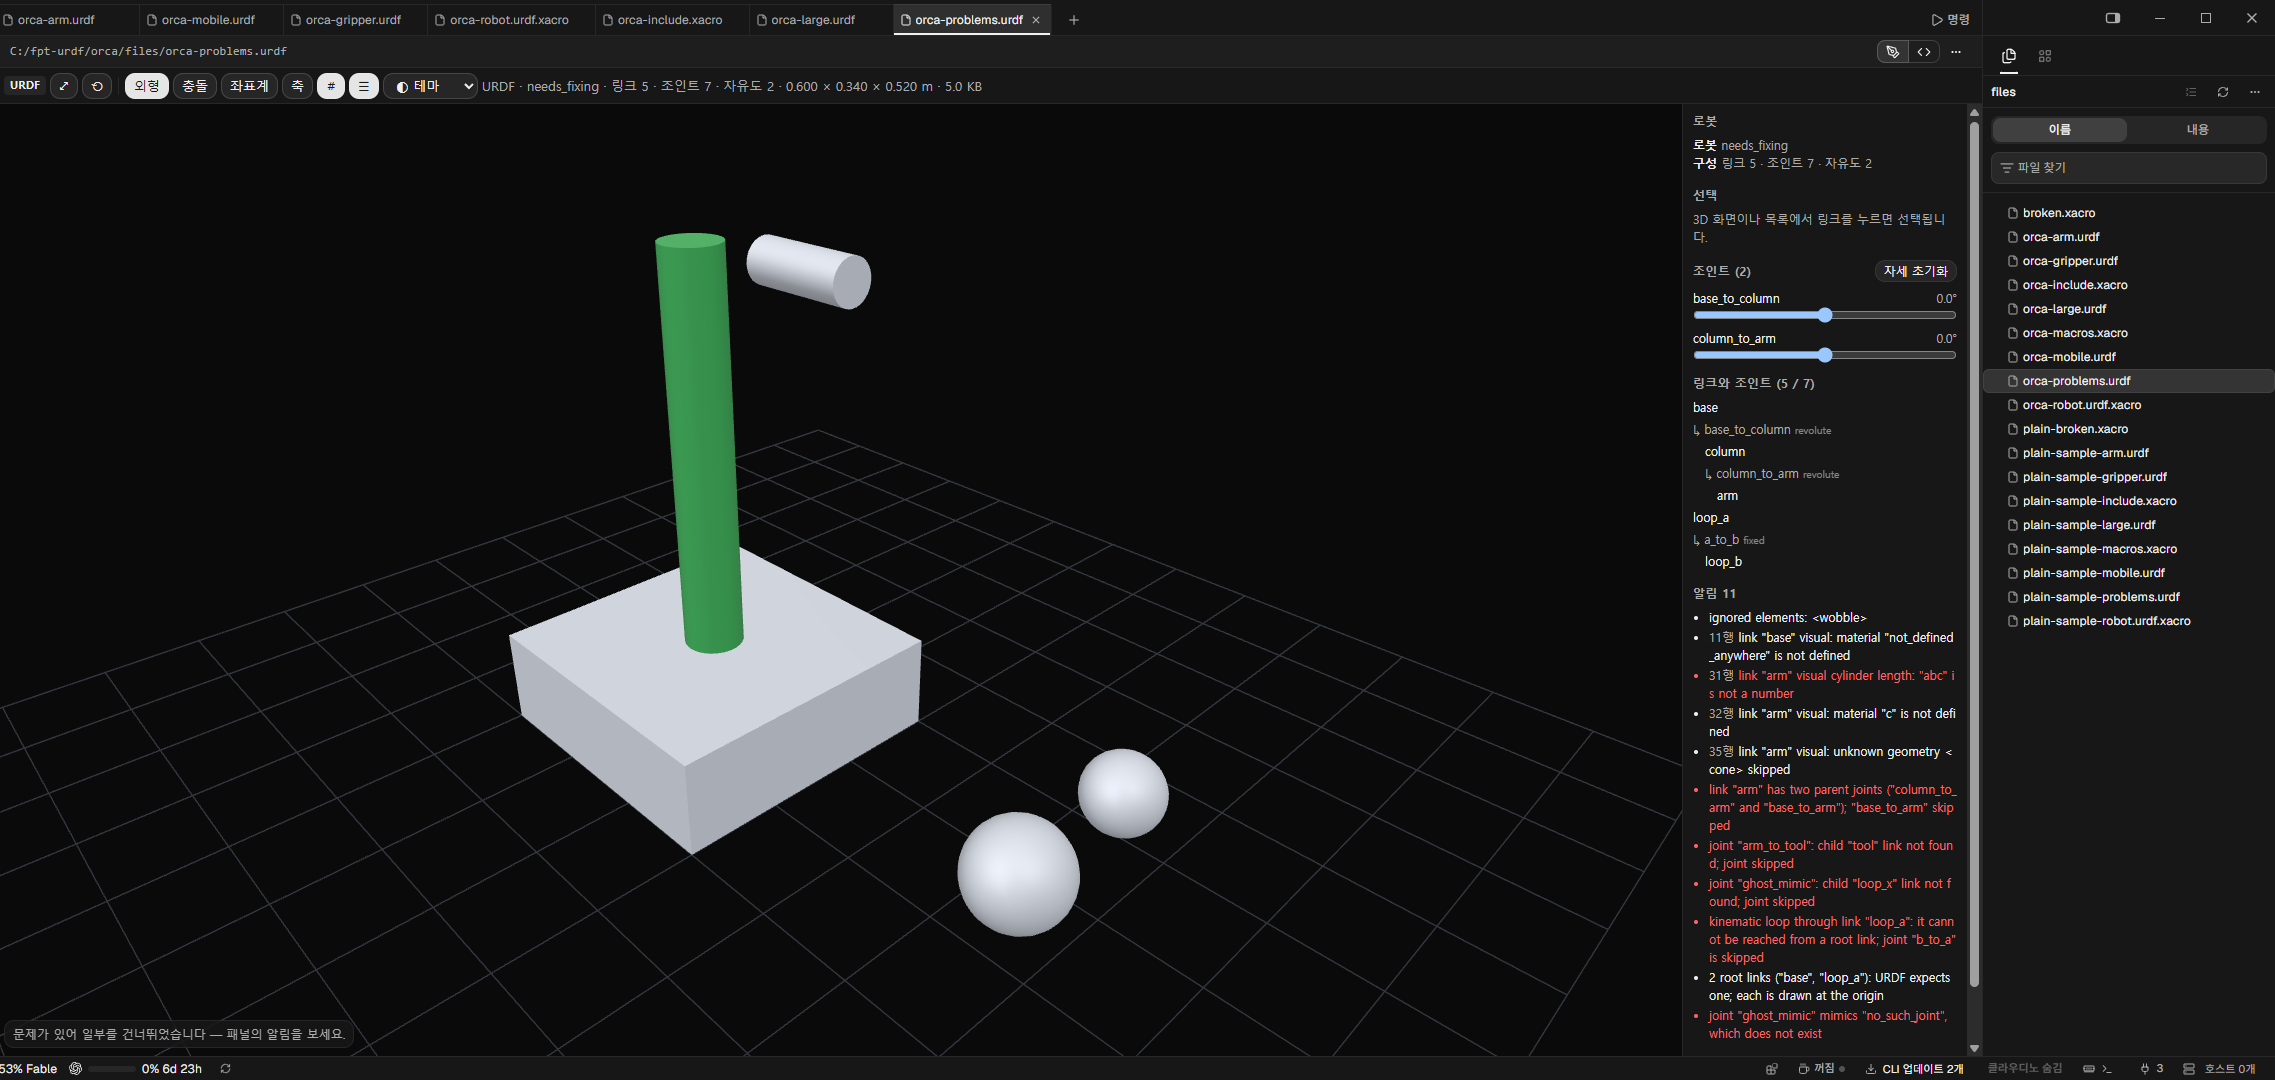 orca-arm.urdf
orca-mobile.urdf
orca-gripper.urdf
orca-robot.urdf.xacro
orca-include.xacro
orca-large.urdf
orca-problems.urdf
명령
C:/fpt-urdf/orca/files/orca-problems.urdf
URDF
외형
충돌
좌표계
축
#
테마
URDF · needs_fixing · 링크 5 · 조인트 7 · 자유도 2 · 0.600 × 0.340 × 0.520 m · 5.0 KB
로봇
로봇 needs_fixing
구성 링크 5 · 조인트 7 · 자유도 2
선택
3D 화면이나 목록에서 링크를 누르면 선택됩니
다.
조인트 (2)
자세 초기화
base_to_column 0.0°
column_to_arm 0.0°
링크와 조인트 (5 / 7)
base
↳ base_to_column revolute
column
↳ column_to_arm revolute
arm
loop_a
↳ a_to_b fixed
loop_b
알림 11
• ignored elements: <wobble>
• 11행 link "base" visual: material "not_defined
_anywhere" is not defined
• 31행 link "arm" visual cylinder length: "abc" i
s not a number
• 32행 link "arm" visual: material "c" is not defi
ned
• 35행 link "arm" visual: unknown geometry <
cone> skipped
• link "arm" has two parent joints ("column_to_
arm" and "base_to_arm"); "base_to_arm" skip
ped
• joint "arm_to_tool": child "tool" link not foun
d; joint skipped
• joint "ghost_mimic": child "loop_x" link not f
ound; joint skipped
• kinematic loop through link "loop_a": it cann
ot be reached from a root link; joint "b_to_a"
is skipped
• 2 root links ("base", "loop_a"): URDF expects
one; each is drawn at the origin
• joint "ghost_mimic" mimics "no_such_joint",
which does not exist
문제가 있어 일부를 건너뛰었습니다 — 패널의 알림을 보세요.
files
이름
내용
파일 찾기
broken.xacro
orca-arm.urdf
orca-gripper.urdf
orca-include.xacro
orca-large.urdf
orca-macros.xacro
orca-mobile.urdf
orca-problems.urdf
orca-robot.urdf.xacro
plain-broken.xacro
plain-sample-arm.urdf
plain-sample-gripper.urdf
plain-sample-include.xacro
plain-sample-large.urdf
plain-sample-macros.xacro
plain-sample-mobile.urdf
plain-sample-problems.urdf
plain-sample-robot.urdf.xacro
53% Fable
0% 6d 23h
꺼짐
CLI 업데이트 2개
클라우디노 숨김
3
호스트 0개